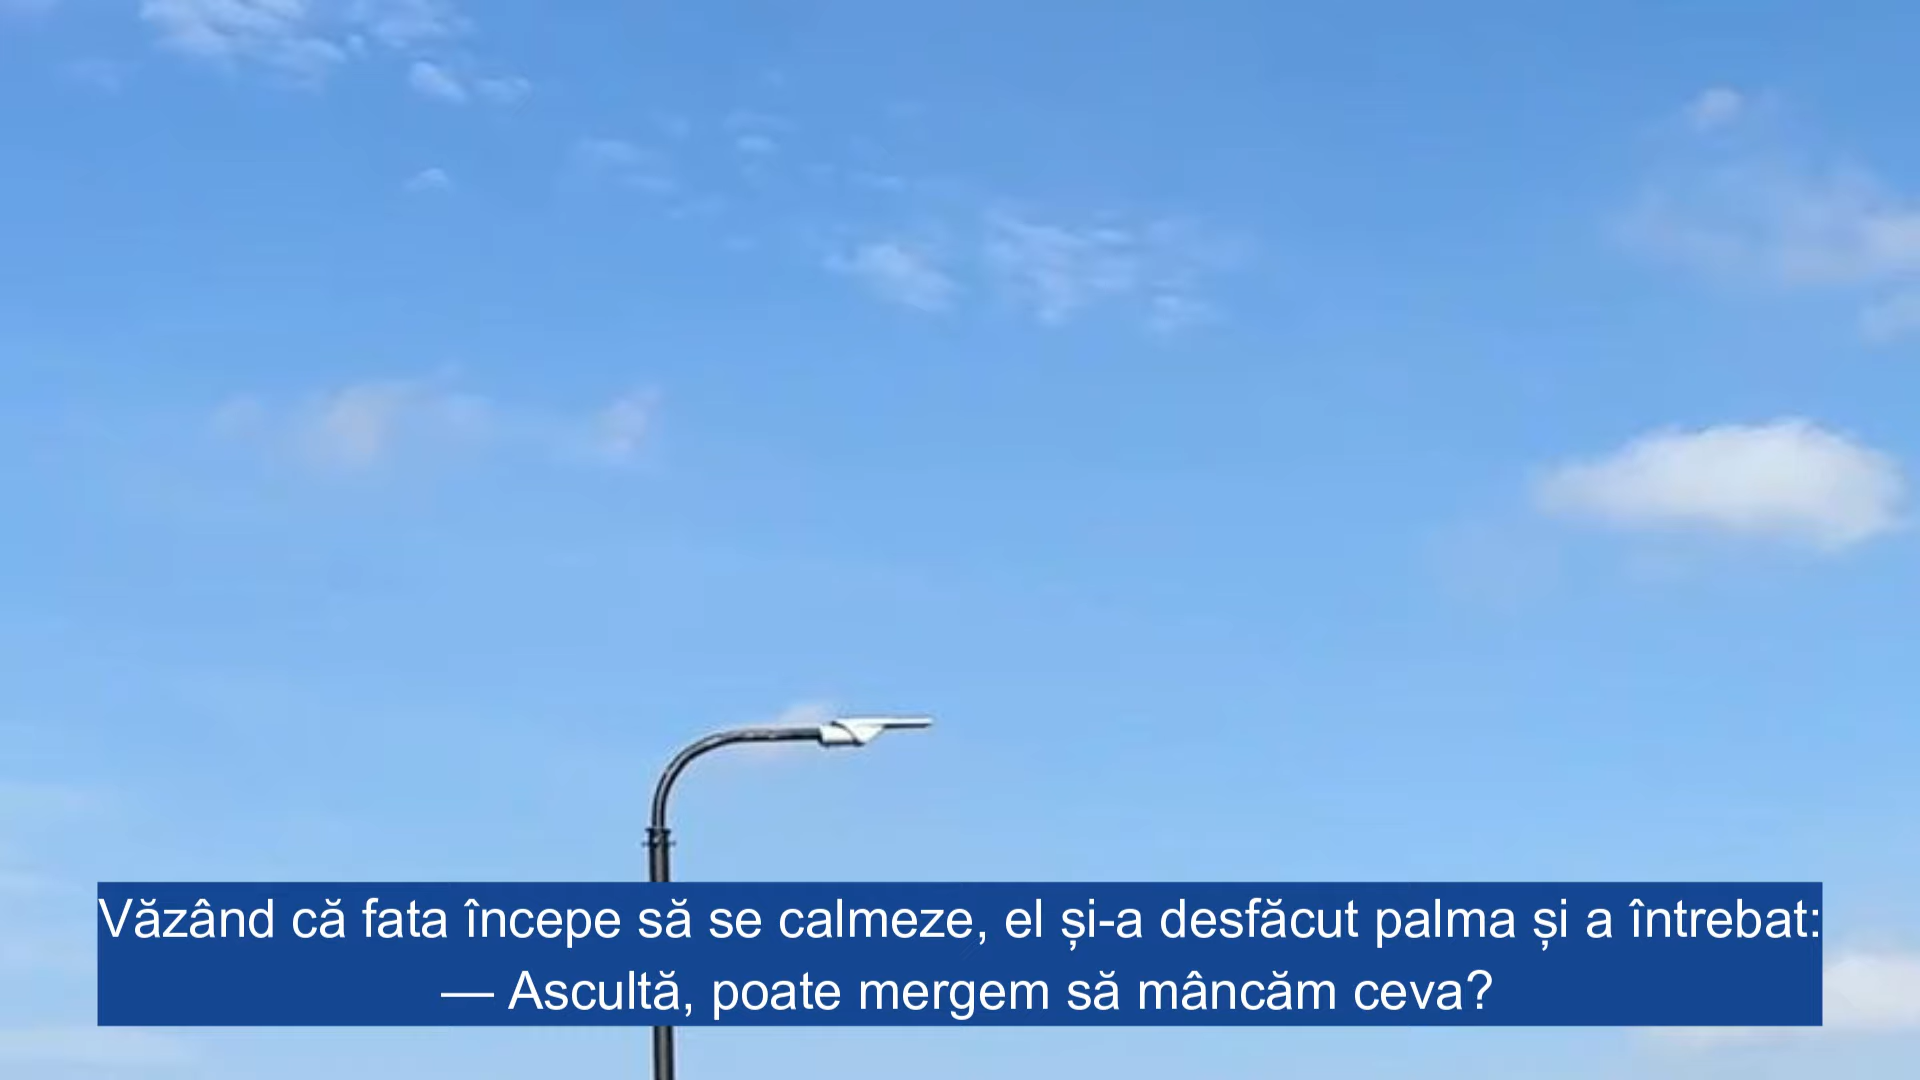 Văzând că fata începe să se calmeze, el și-a desfăcut palma și a întrebat:
— Ascultă, poate mergem să mâncăm ceva?